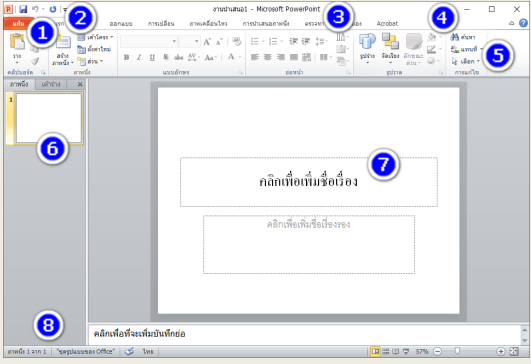 งานนำเสนอ1 - Microsoft PowerPoint
1 2 3 4
แฟ้ม ออกแบบ การเปลี่ยน ภาพเคลื่อนไหว การนำเสนอภาพนิ่ง Acrobat
วาง สร้าง ภาพนิ่ง เค้าโครง ตั้งค่าใหม่ ส่วน
B I U S abc AV Aa A
รูปร่าง จัดเรียง ลักษณะ ด่วน
ค้นหา แทนที่ เลือก 5
คลิปบอร์ด ภาพนิ่ง แบบอักษร ย่อหน้า รูปวาด การแก้ไข
ภาพนิ่ง เค้าร่าง
1
6
7
คลิกเพื่อเพิ่มชื่อเรื่อง
คลิกเพื่อเพิ่มชื่อเรื่องรอง
8
คลิกเพื่อที่จะเพิ่มบันทึกย่อ
ภาพนิ่ง 1 จาก 1 "ชุดรูปแบบของ Office" ไทย 57%